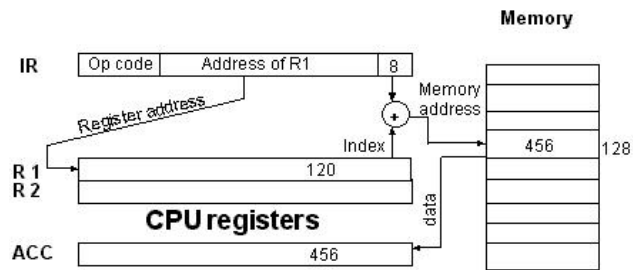 Memory
IR
Op code
Address of R1
8
Register address
Memory
address
+
Index
R 1
120
456
128
R 2
CPU registers
data
ACC
456